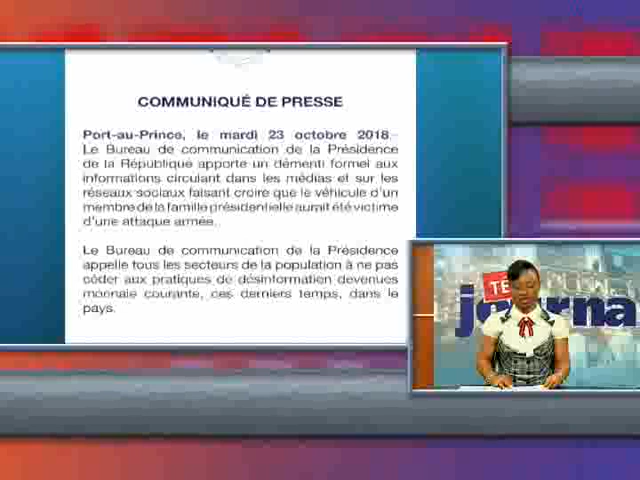 COMMUNIQUÉ DE PRESSE
Port-au-Prince, le mardi 23 octobre 2018.-
Le Bureau de communication de la Présidence
de la République apporte un démenti formel aux
informations circulant dans les médias et sur les
réseaux sociaux faisant croire que le véhicule d'un
membre de la famille présidentielle aurait été victime
d'une attaque armée.
Le Bureau de communication de la Présidence
appelle tous les secteurs de la population à ne pas
céder aux pratiques de désinformation devenues
monnaie courante, ces derniers temps, dans le
pays.
TÉ
journa